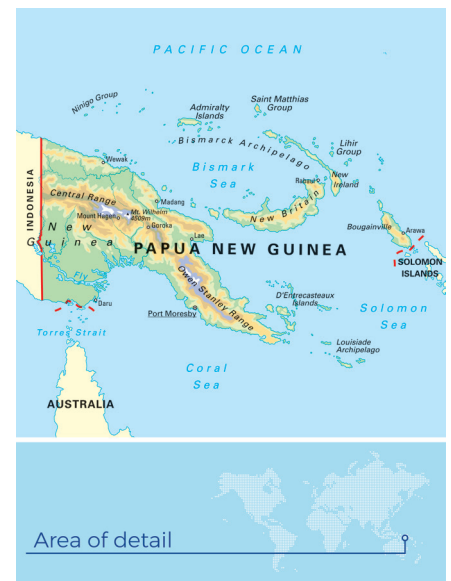 PACIFIC OCEAN
Ninigo Group
Admiralty
Islands
Saint Matthias
Group
Bismarck Archipelago
Lihir
Group
Wewak
Bismark
Sea
Rabaul
New
Ireland
INDONESIA
Central Range
Madang
New Britain
Mount Hagen
Mt. Wilhelm
4509m
Goroka
Bougainville
Arawa
New
Guinea
Lae
PAPUA NEW GUINEA
SOLOMON
ISLANDS
Fly
Owen Stanley Range
Daru
D'Entrecasteaux
Islands
Port Moresby
Solomon
Sea
Torres Strait
Louisiade
Archipelago
Coral
Sea
AUSTRALIA
Area of detail